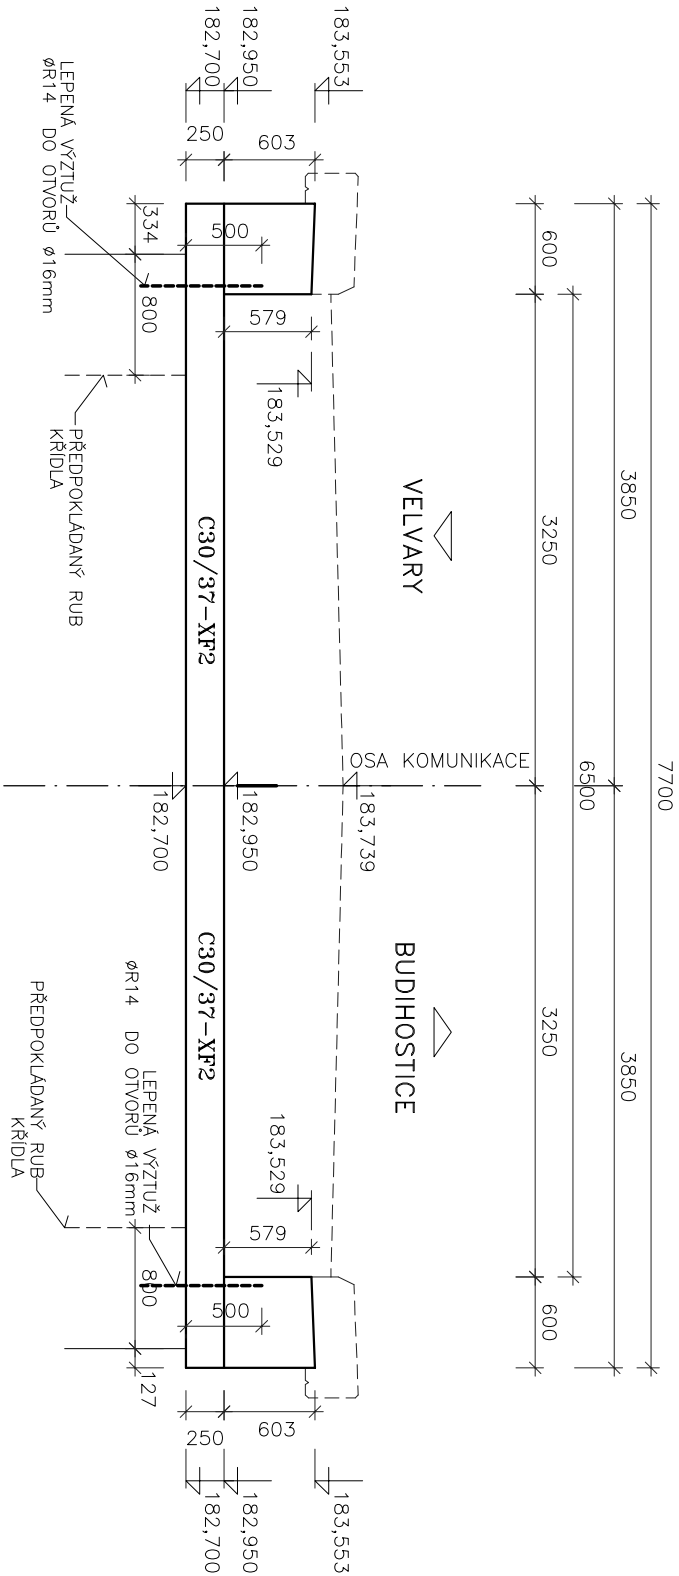 7700
3850
3850
6500
600
3250
3250
600
VELVARY
BUDIHOSTICE
OSA KOMUNIKACE
183,553
182,950
182,700
603
250
500
579
183,529
183,739
182,950
182,700
183,529
579
500
603
250
183,553
182,950
182,700
C30/37-XF2
C30/37-XF2
334
800
800
127
LEPENÁ VÝZTUŽ
øR14 DO OTVORŮ ø16mm
PŘEDPOKLÁDANÝ RUB
KŘÍDLA
LEPENÁ VÝZTUŽ
øR14 DO OTVORŮ ø16mm
PŘEDPOKLÁDANÝ RUB
KŘÍDLA